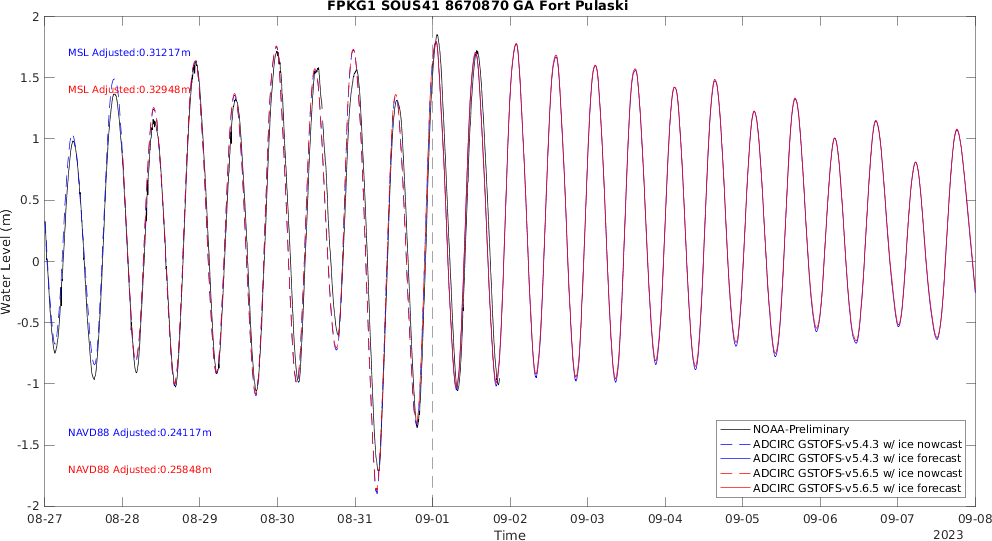 FPKG1 SOUS41 8670870 GA Fort Pulaski
2
1.5
1
0.5
0
-0.5
-1
-1.5
-2
Water Level (m)
MSL Adjusted:0.31217m
MSL Adjusted:0.32948m
NAVD88 Adjusted:0.24117m
NAVD88 Adjusted:0.25848m
NOAA-Preliminary
ADCIRC GSTOFS-v5.4.3 w/ ice nowcast
ADCIRC GSTOFS-v5.4.3 w/ ice forecast
ADCIRC GSTOFS-v5.6.5 w/ ice nowcast
ADCIRC GSTOFS-v5.6.5 w/ ice forecast
08-27 08-28 08-29 08-30 08-31 09-01 09-02 09-03 09-04 09-05 09-06 09-07 09-08
Time
2023